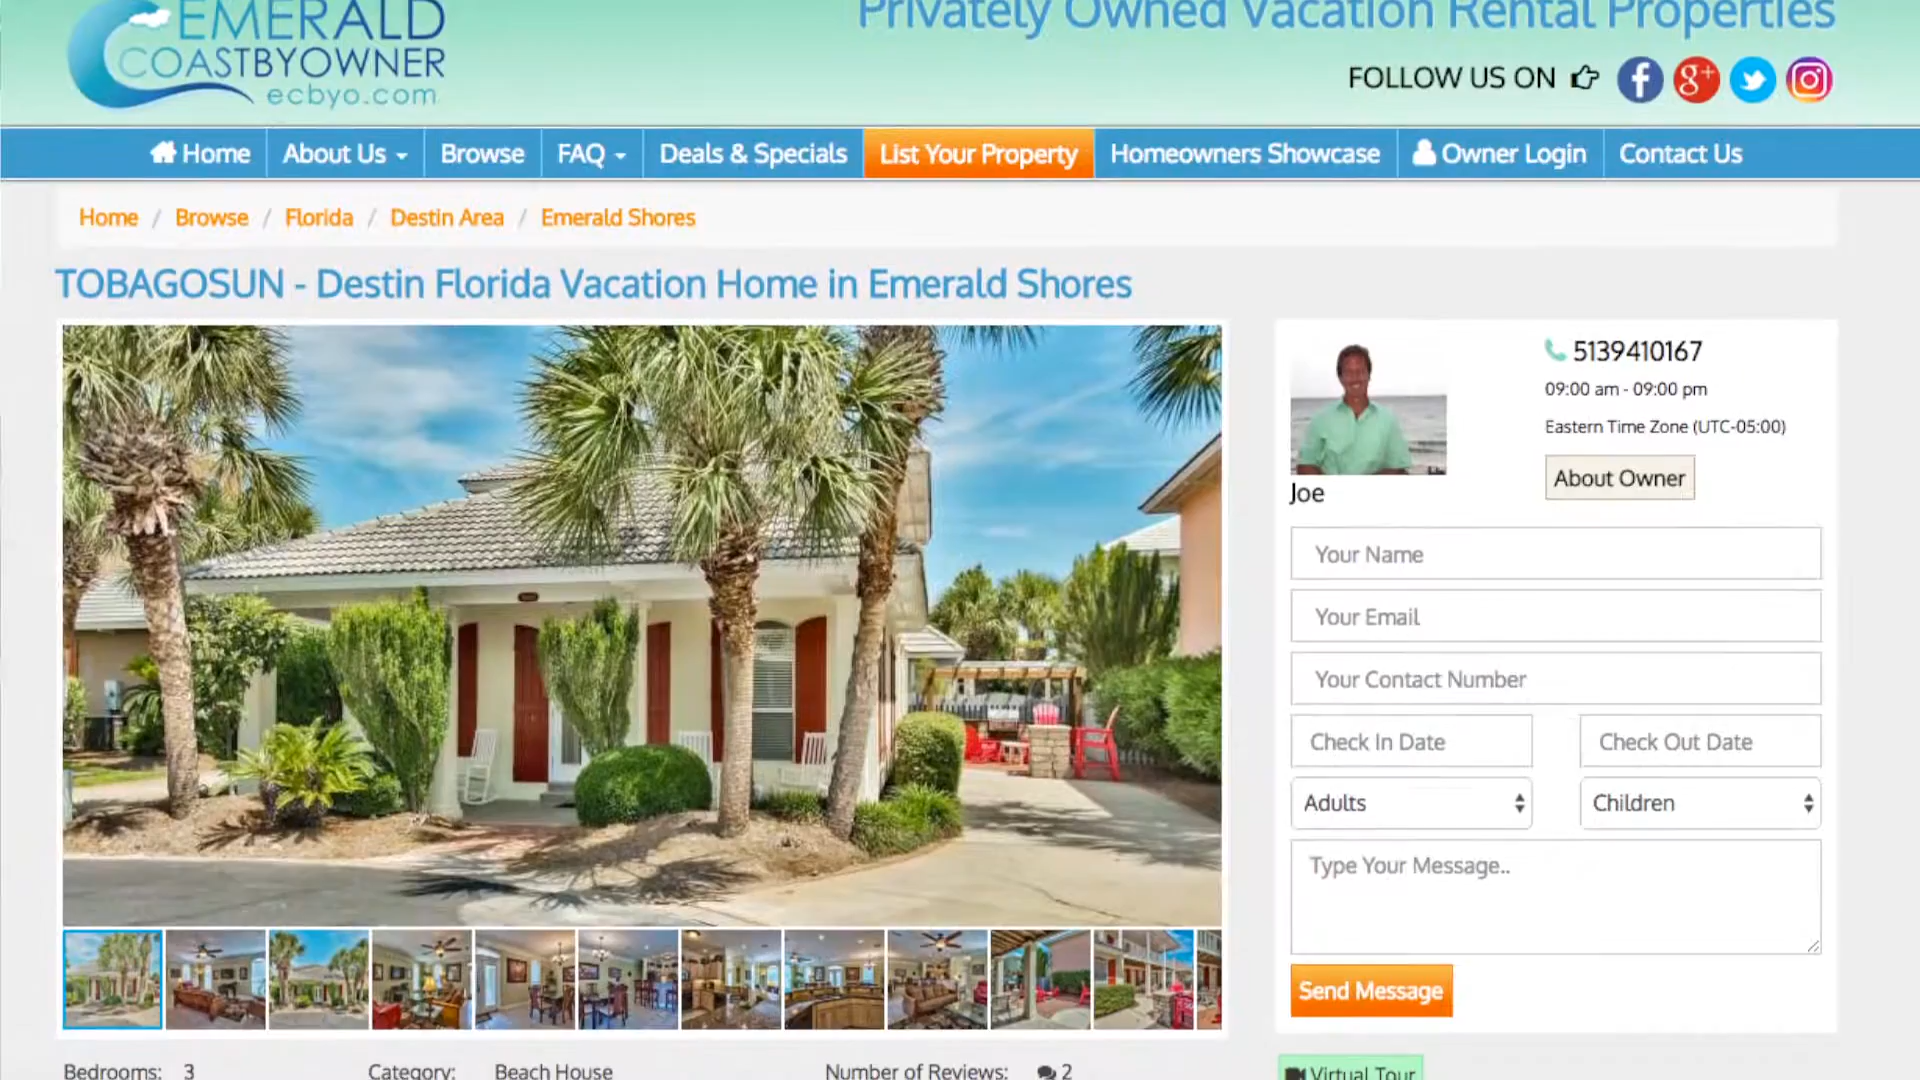 EMERALD
COASTBYOWNER
ecbyo.com
Privately Owned Vacation Rental Properties
FOLLOW US ON
Home
About Us
Browse
FAQ
Deals & Specials
List Your Property
Homeowners Showcase
Owner Login
Contact Us
Home / Browse / Florida / Destin Area / Emerald Shores
TOBAGOSUN - Destin Florida Vacation Home in Emerald Shores
5139410167
09:00 am - 09:00 pm
Eastern Time Zone (UTC-05:00)
About Owner
Joe
Your Name
Your Email
Your Contact Number
Check In Date
Check Out Date
Adults
Children
Type Your Message..
Send Message
Bedrooms: 3
Category: Beach House
Number of Reviews: 2
Virtual Tour